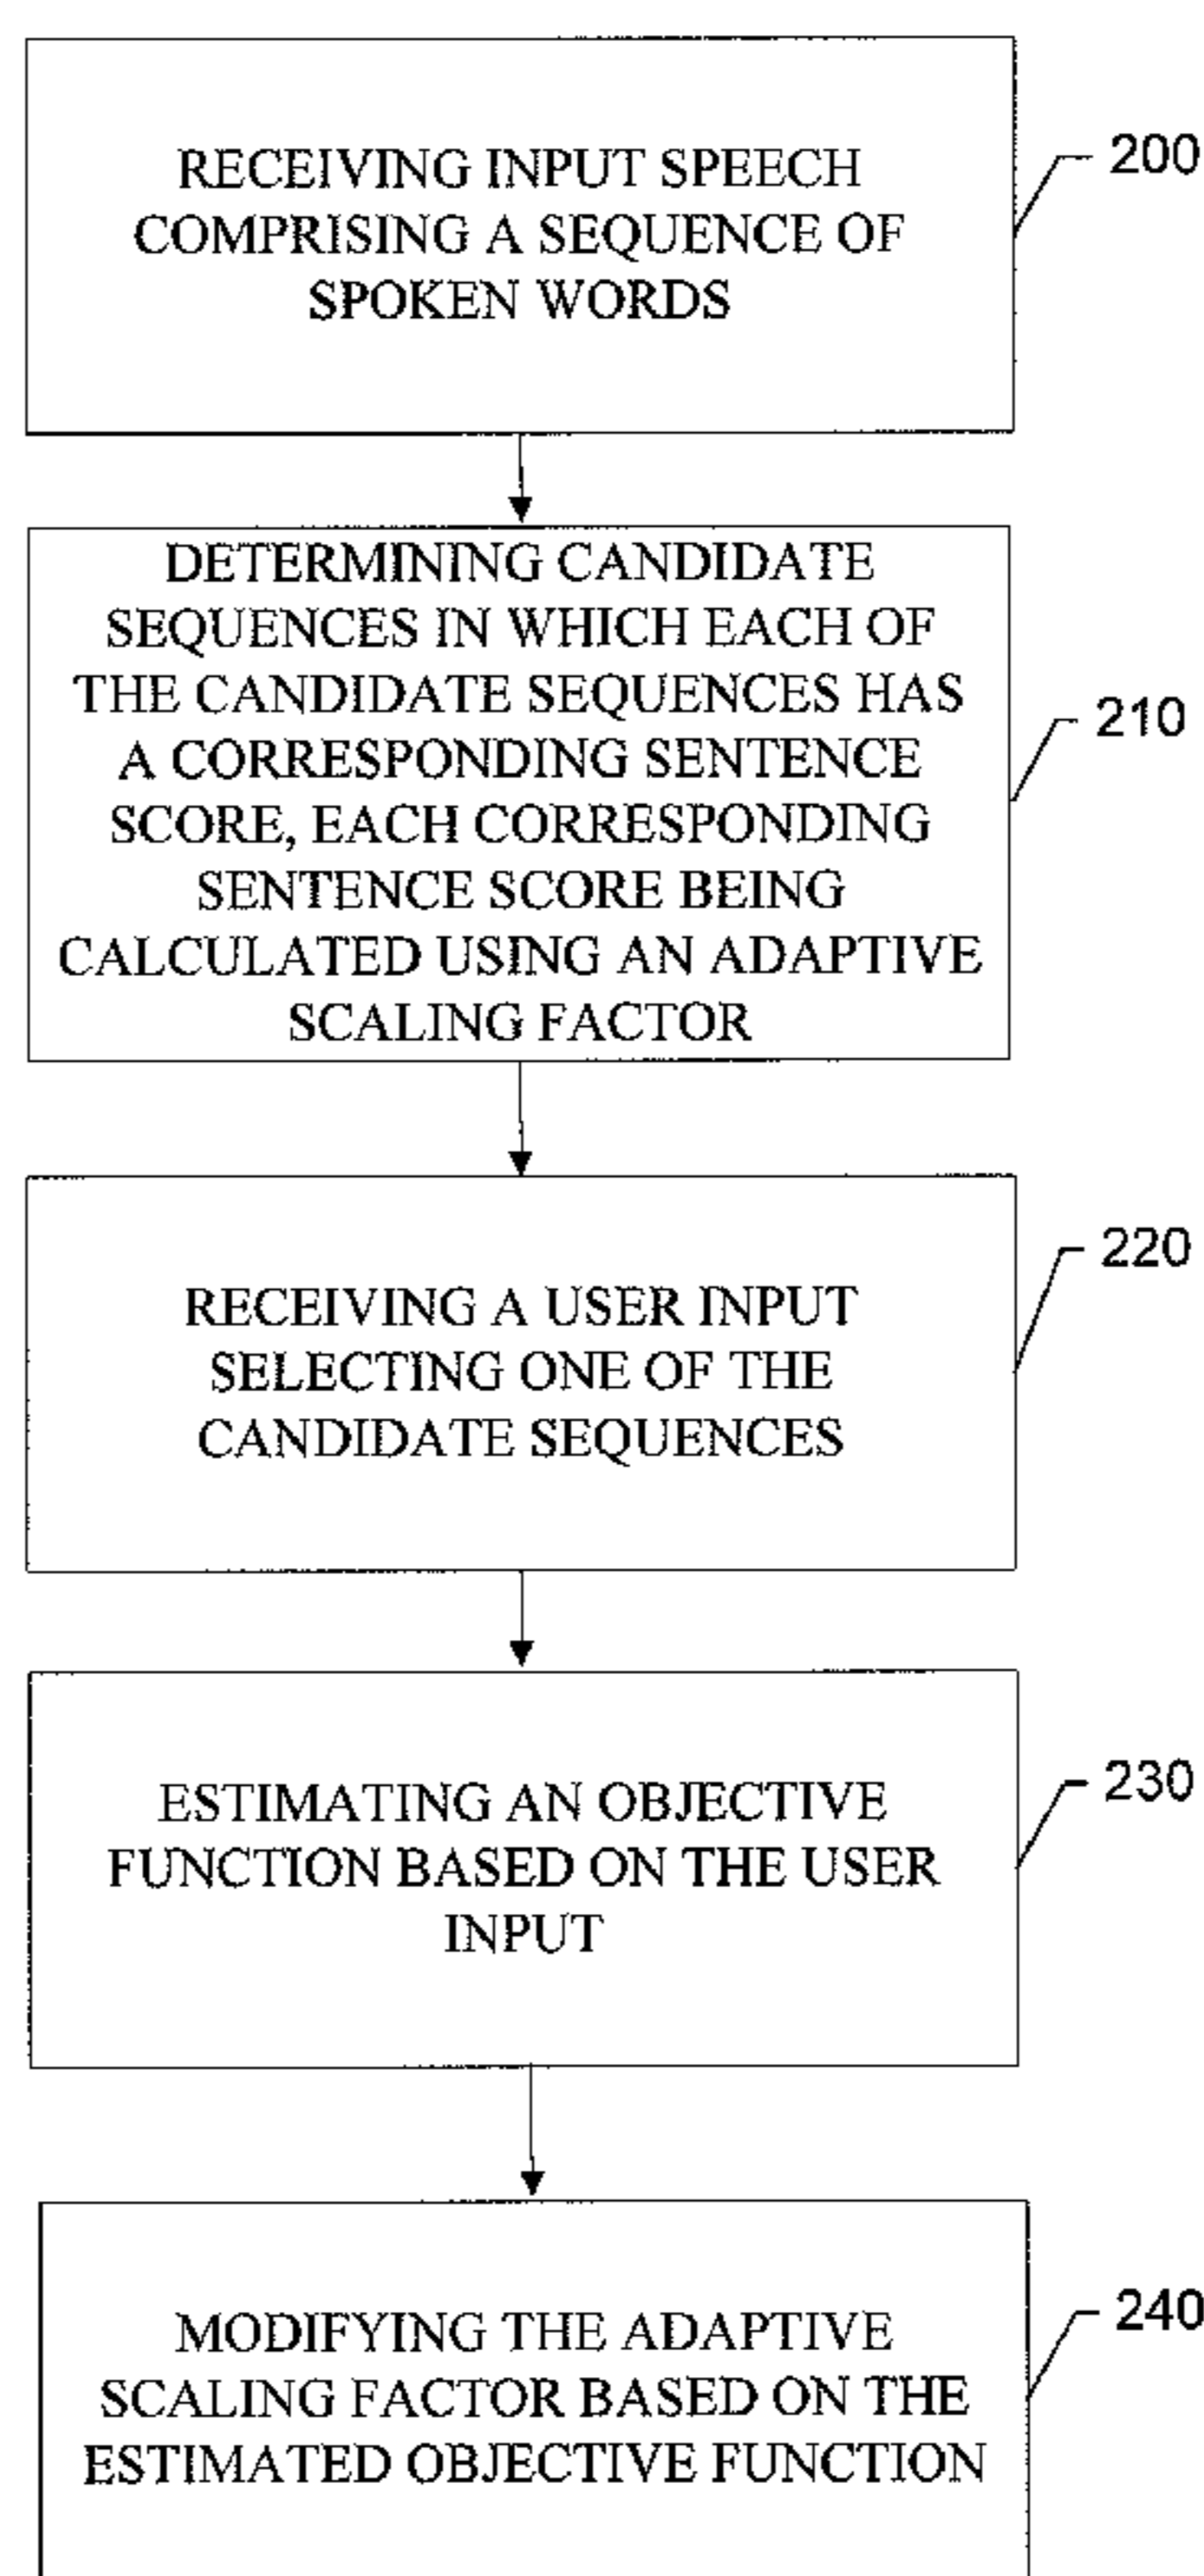 RECEIVING INPUT SPEECH
COMPRISING A SEQUENCE OF
SPOKEN WORDS
200
DETERMINING CANDIDATE
SEQUENCES IN WHICH EACH OF
THE CANDIDATE SEQUENCES HAS
A CORRESPONDING SENTENCE
SCORE, EACH CORRESPONDING
SENTENCE SCORE BEING
CALCULATED USING AN ADAPTIVE
SCALING FACTOR
210
RECEIVING A USER INPUT
SELECTING ONE OF THE
CANDIDATE SEQUENCES
220
ESTIMATING AN OBJECTIVE
FUNCTION BASED ON THE USER
INPUT
230
MODIFYING THE ADAPTIVE
SCALING FACTOR BASED ON THE
ESTIMATED OBJECTIVE FUNCTION
240